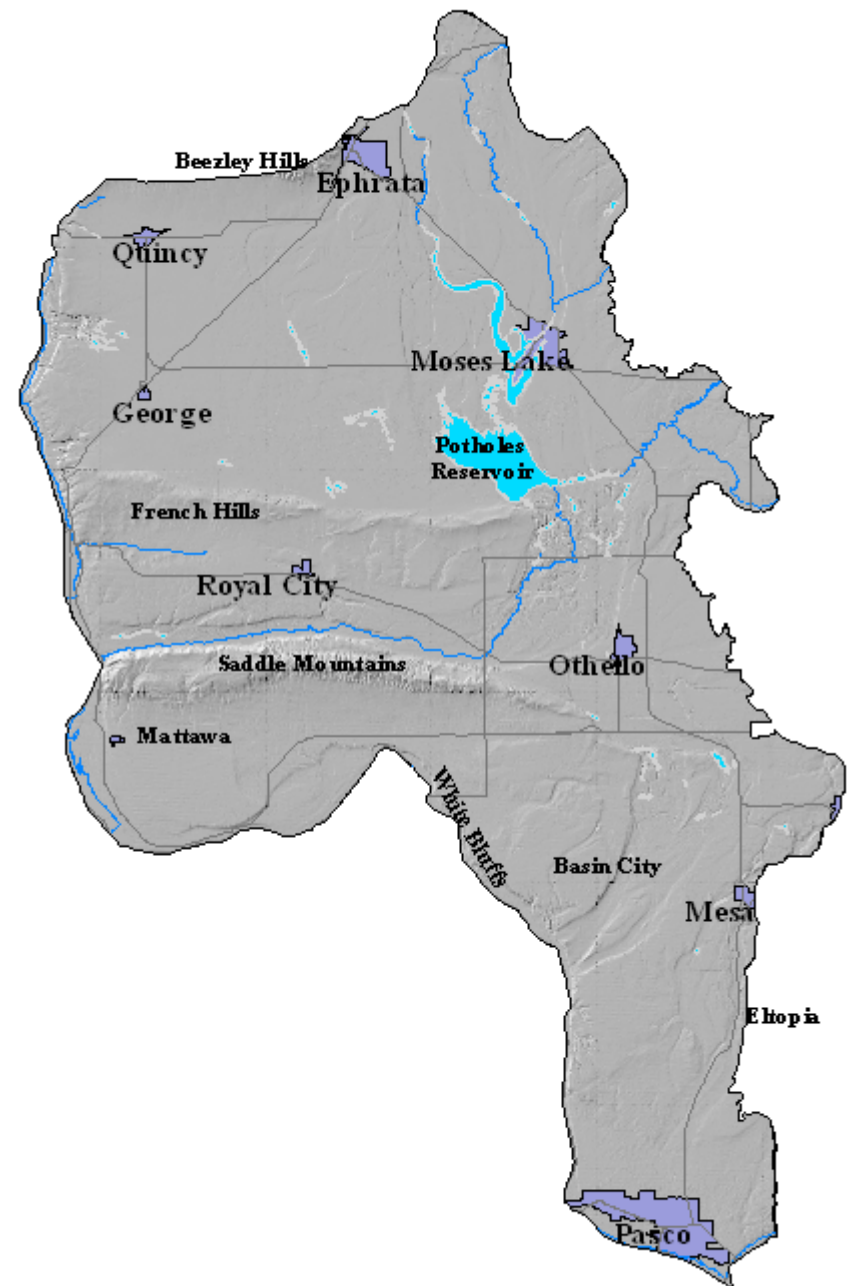 Beezley Hills
Ephrata
Quincy
Moses Lake
George
Potholes
Reservoir
French Hills
Royal City
Saddle Mountains
Othello
Mattawa
White Bluffs
Basin City
Mesa
Eltopia
Pasco